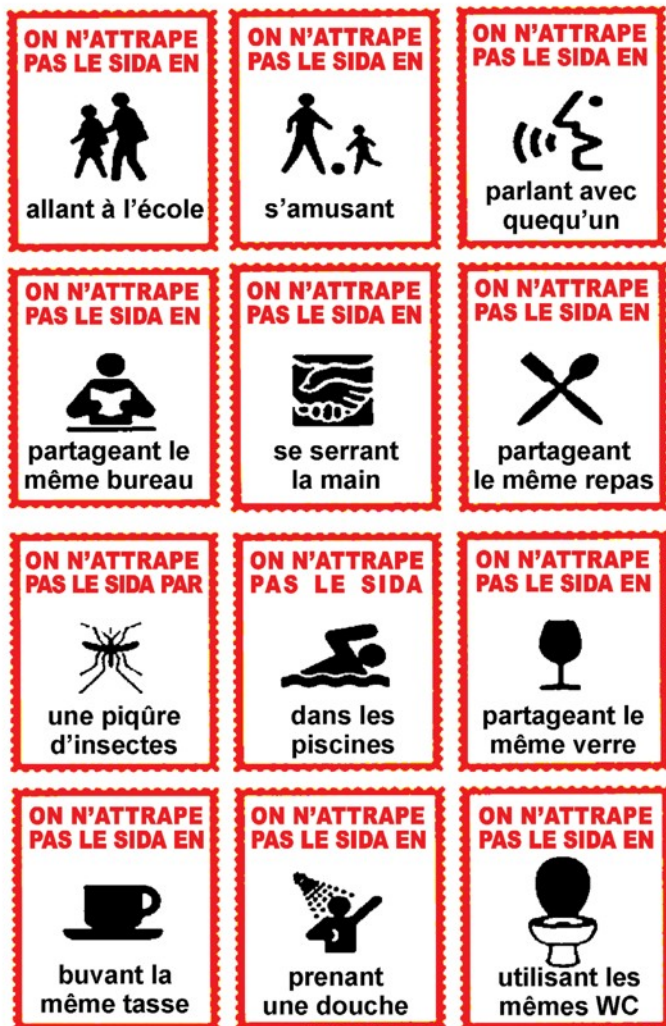 ON N'ATTRAPE
PAS LE SIDA EN
allant à l'école
ON N'ATTRAPE
PAS LE SIDA EN
s'amusant
ON N'ATTRAPE
PAS LE SIDA EN
parlant avec
quequ'un
ON N'ATTRAPE
PAS LE SIDA EN
partageant le
même bureau
ON N'ATTRAPE
PAS LE SIDA EN
se serrant
la main
ON N'ATTRAPE
PAS LE SIDA EN
partageant
le même repas
ON N'ATTRAPE
PAS LE SIDA PAR
une piqûre
d'insectes
ON N'ATTRAPE
PAS LE SIDA
dans les
piscines
ON N'ATTRAPE
PAS LE SIDA EN
partageant le
même verre
ON N'ATTRAPE
PAS LE SIDA EN
buvant la
même tasse
ON N'ATTRAPE
PAS LE SIDA EN
prenant
une douche
ON N'ATTRAPE
PAS LE SIDA EN
utilisant les
mêmes WC